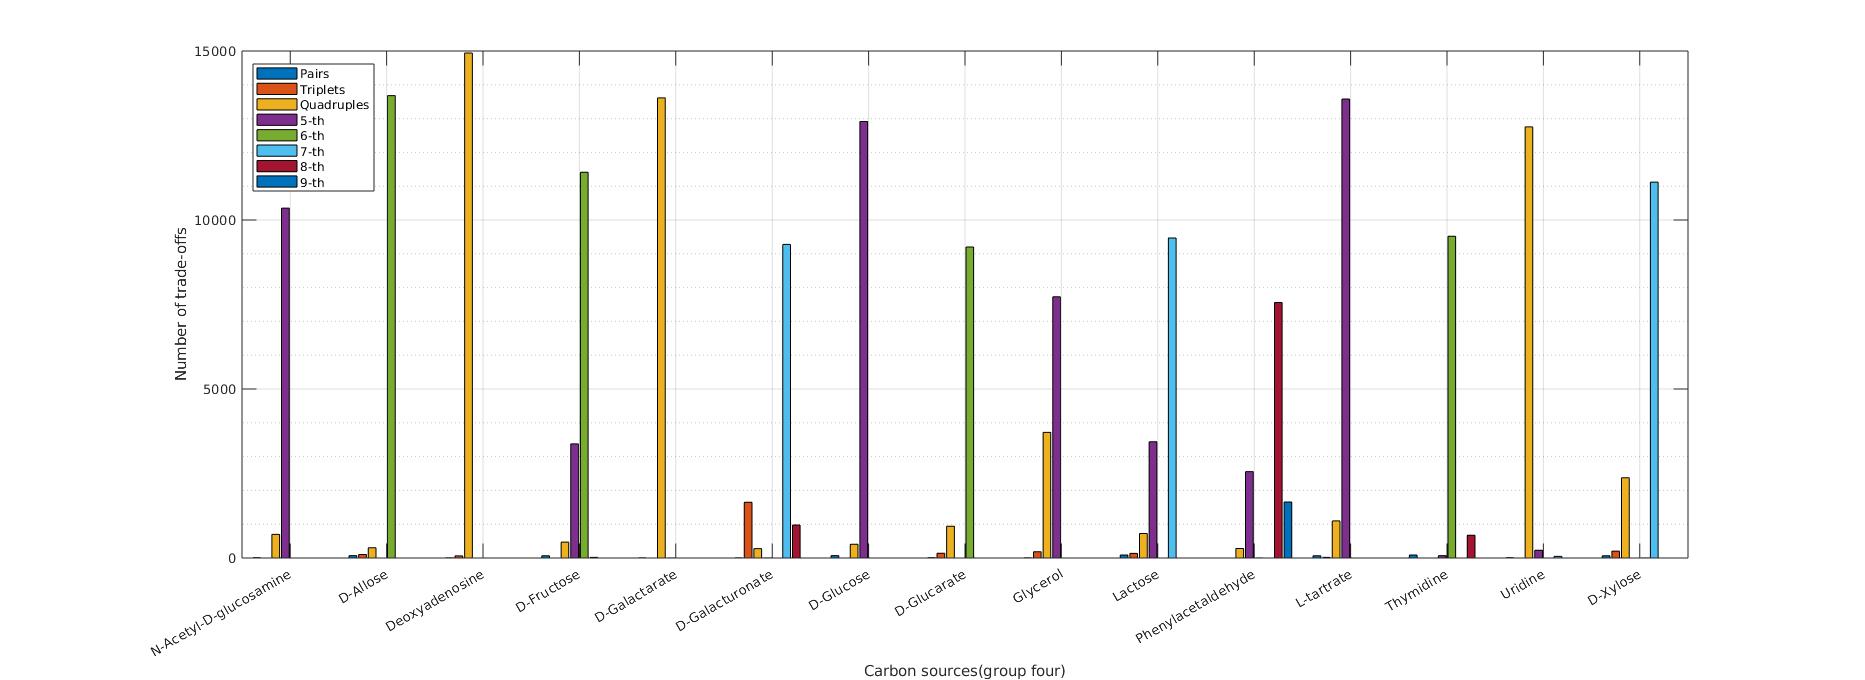 15000
10000
5000
0
Number of trade-offs
Pairs
Triplets
Quadruples
5-th
6-th
7-th
8-th
9-th
N-Acetyl-D-glucosamine
D-Allose
Deoxyadenosine
D-Fructose
D-Galactarate
D-Galacturonate
D-Glucose
D-Glucarate
Glycerol
Lactose
Phenylacetaldehyde
L-tartrate
Thymidine
Uridine
D-Xylose
Carbon sources(group four)